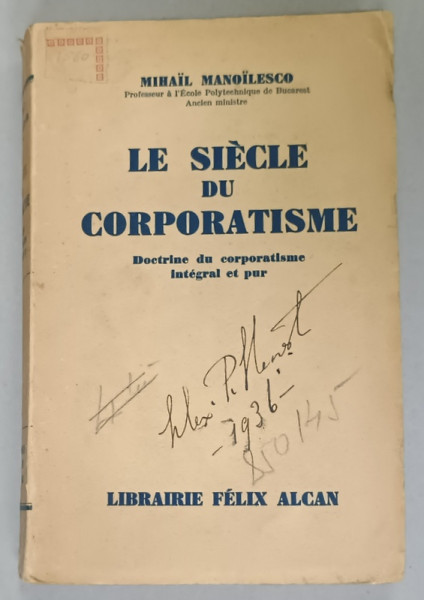 MIHAÏL MANOÏLESCO
Professeur à l'École Polytechnique de Bucarest
Ancien ministre
LE SIÈCLE
DU
CORPORATISME
Doctrine du corporatisme
intégral et pur
-1936-
850145
LIBRAIRIE FÉLIX ALCAN